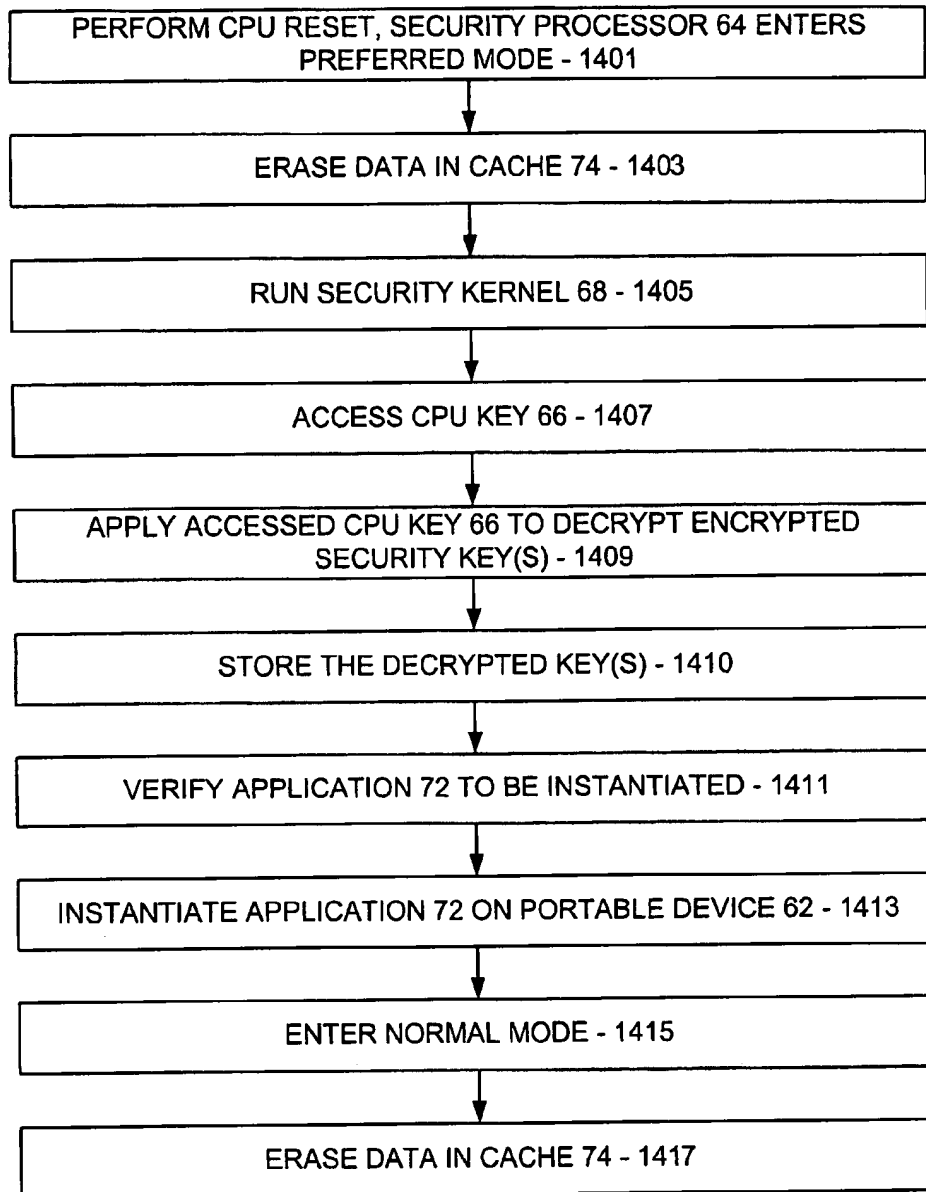 PERFORM CPU RESET, SECURITY PROCESSOR 64 ENTERS
PREFERRED MODE - 1401
ERASE DATA IN CACHE 74 - 1403
RUN SECURITY KERNEL 68 - 1405
ACCESS CPU KEY 66 - 1407
APPLY ACCESSED CPU KEY 66 TO DECRYPT ENCRYPTED
SECURITY KEY(S) - 1409
STORE THE DECRYPTED KEY(S) - 1410
VERIFY APPLICATION 72 TO BE INSTANTIATED - 1411
INSTANTIATE APPLICATION 72 ON PORTABLE DEVICE 62 - 1413
ENTER NORMAL MODE - 1415
ERASE DATA IN CACHE 74 - 1417